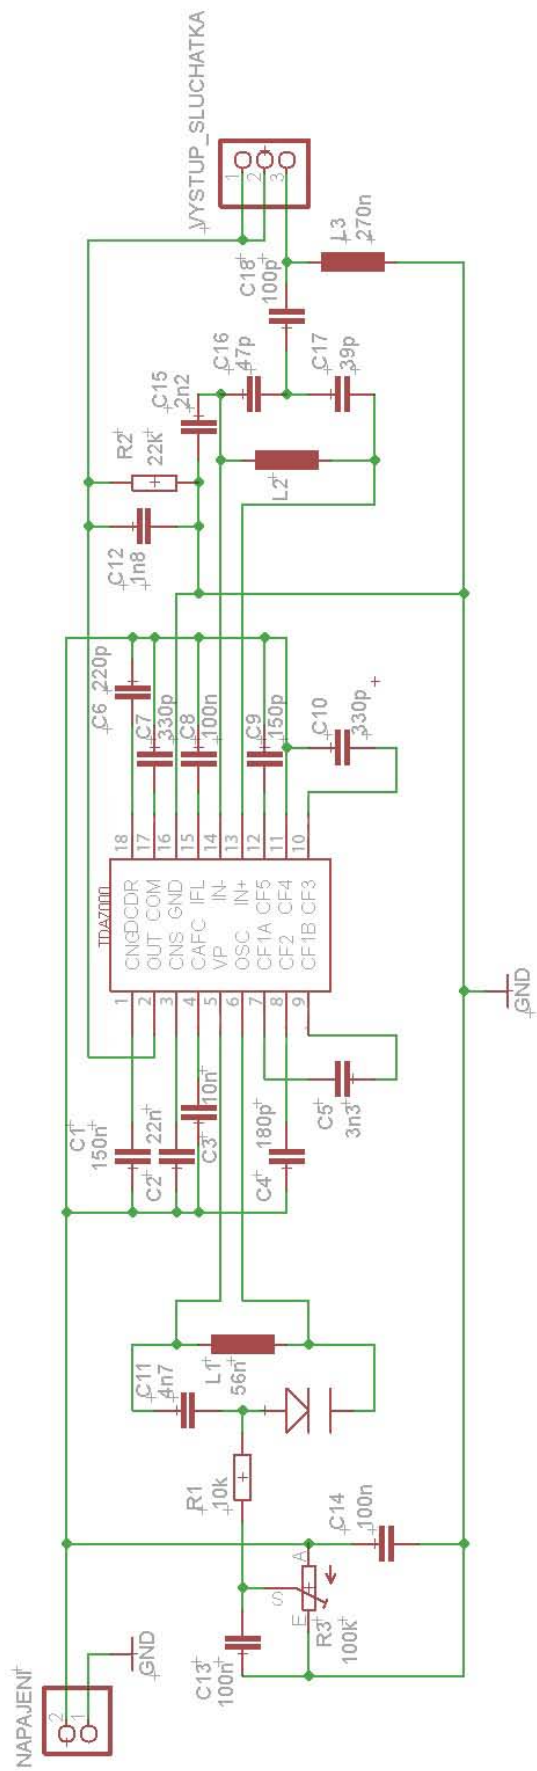 VYSTUP_SLUCHATKA
1
2
3
L3
270n
C18
100p
C16
47p
C17
39p
C15
2n2
R2
22k
L2
C12
1n8
C6
220p
C7
330p
C8
100n
C9
150p
C10
330p
18
17
16
15
14
13
12
11
10
TDA7000
CNGDCDR
OUT COM
CNS GND
CAFC IFL
VP IN-
OSC. IN+
CF1A CF5
CF2 CF4
CF1B CF3
1
2
3
4
5
6
7
8
9
GND
C1
150n
C2
22n
C3
10n
C4
180p
C5
3n3
C11
4n7
L1
56n
R1
10k
C14
100n
A
S
E
R3
100K
C13
100n
GND
NAPAJENI
2
1